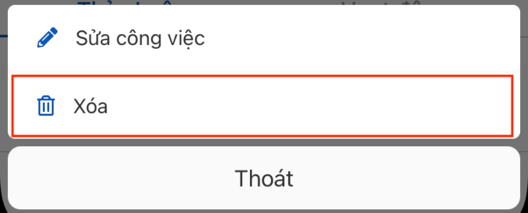 Sửa công việc
Xóa
Thoát